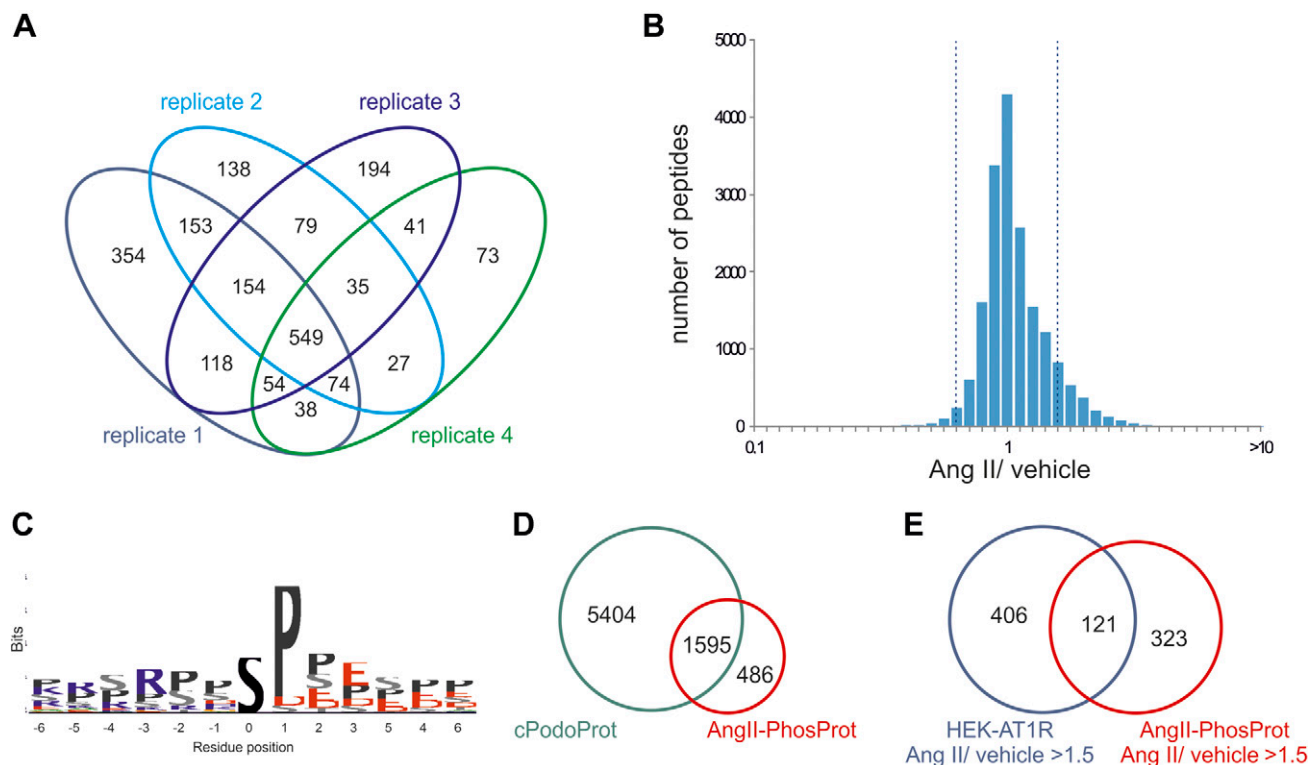 A
replicate 2
replicate 3
138
194
153
79
41
354
73
154
35
549
118
27
54
74
38
replicate 1
replicate 4
B
5000
4000
3000
2000
1000
0
number of peptides
0.1
1
>10
Ang II/ vehicle
C
Bits
-6 -5 -4 -3 -2 -1 0 1 2 3 4 5 6
Residue position
D
5404
1595
486
cPodoProt
AngII-PhosProt
E
406
121
323
HEK-AT1R
Ang II/ vehicle >1.5
AngII-PhosProt
Ang II/ vehicle >1.5